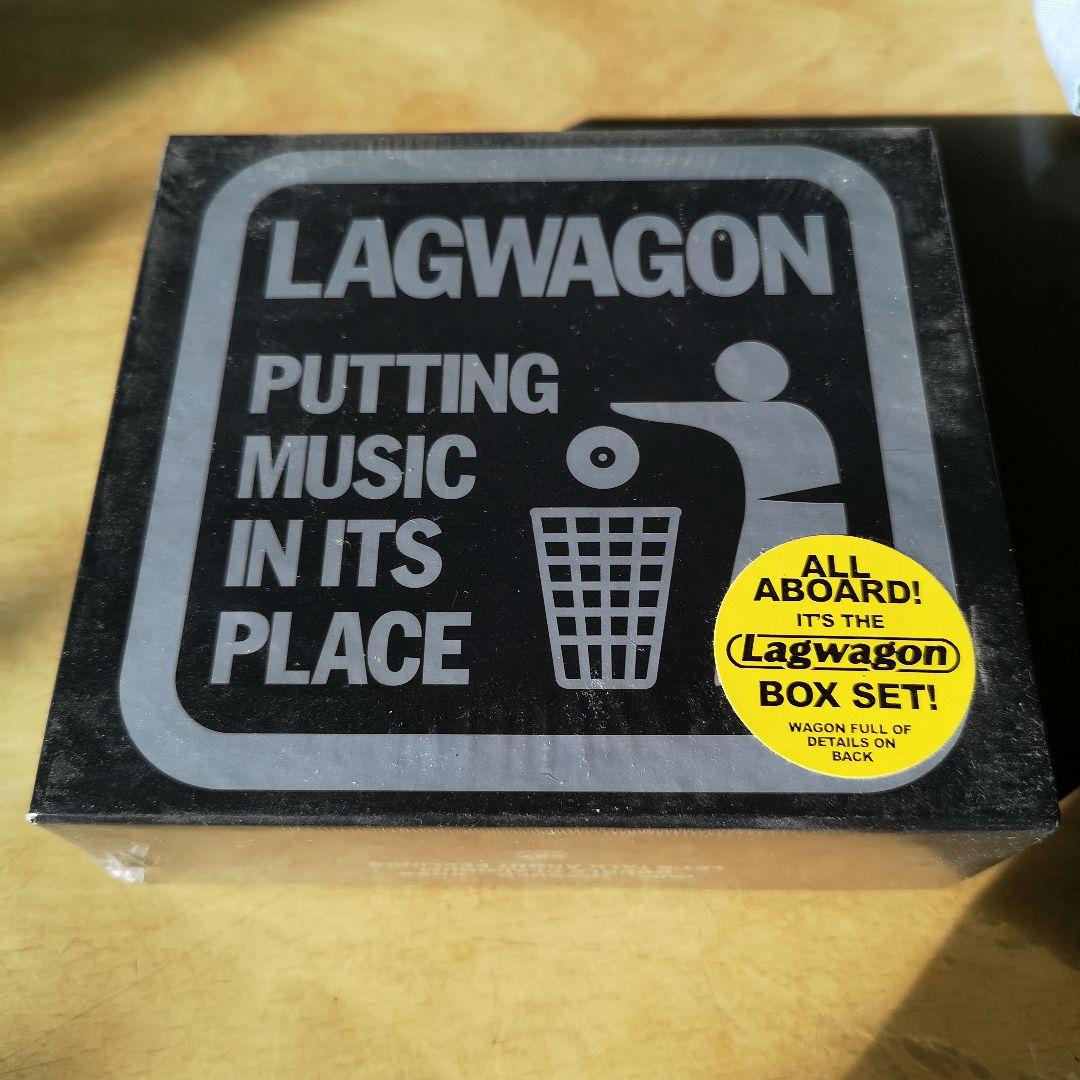 LAGWAGON
PUTTING
MUSIC
IN ITS
PLACE
ALL
ABOARD!
IT'S THE
Lagwagon
BOX SET!
WAGON FULL OF
DETAILS ON
BACK